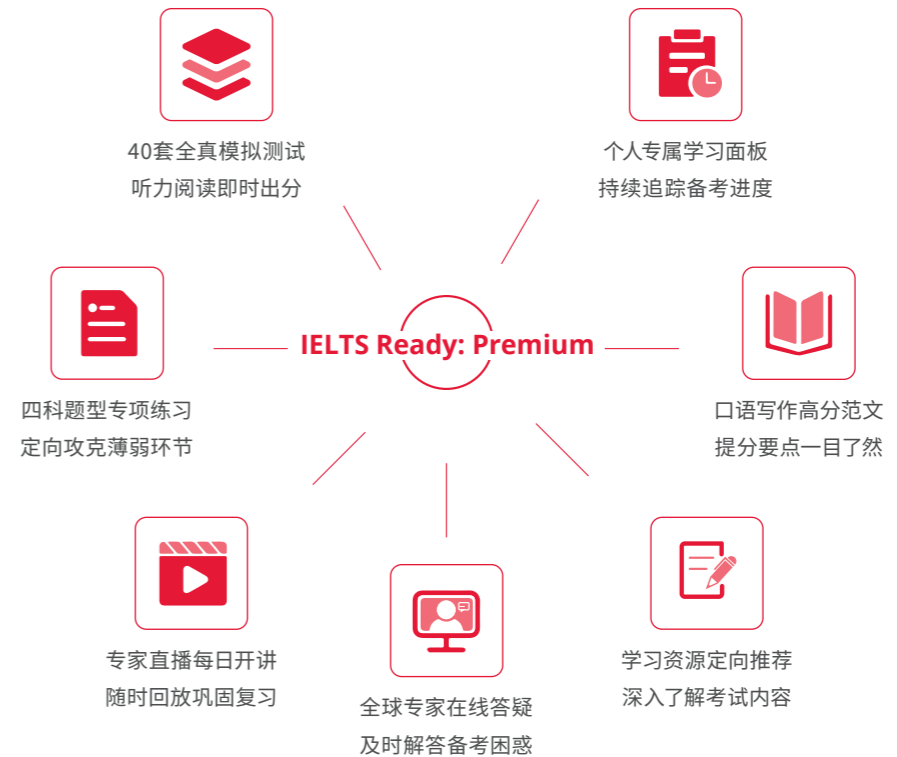 40套全真模拟测试
听力阅读即时出分
个人专属学习面板
持续追踪备考进度
IELTS Ready: Premium
四科题型专项练习
定向攻克薄弱环节
口语写作高分范文
提分要点一目了然
专家直播每日开讲
随时回放巩固复习
全球专家在线答疑
及时解答备考困惑
学习资源定向推荐
深入了解考试内容